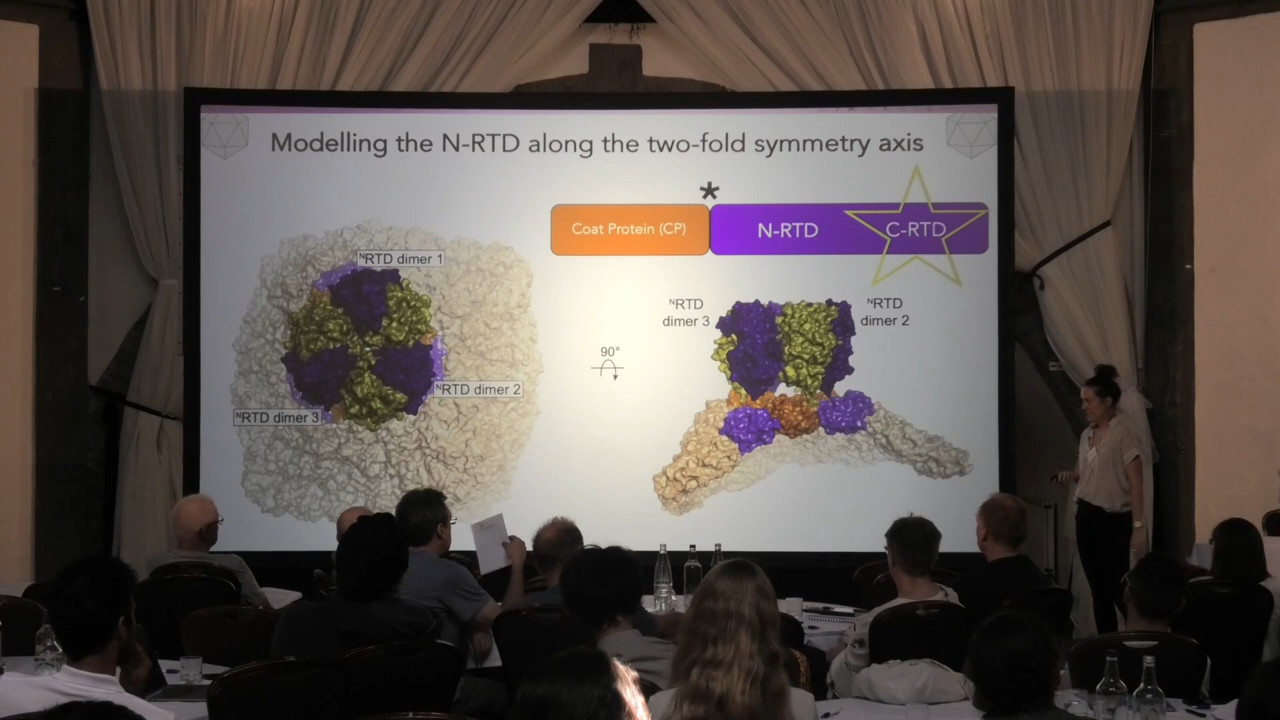 Modelling the N-RTD along the two-fold symmetry axis
*
Coat Protein (CP)
N-RTD
C-RTD
ᴺRTD dimer 1
ᴺRTD dimer 2
ᴺRTD dimer 3
90°
ᴺRTD
dimer 3
ᴺRTD
dimer 2